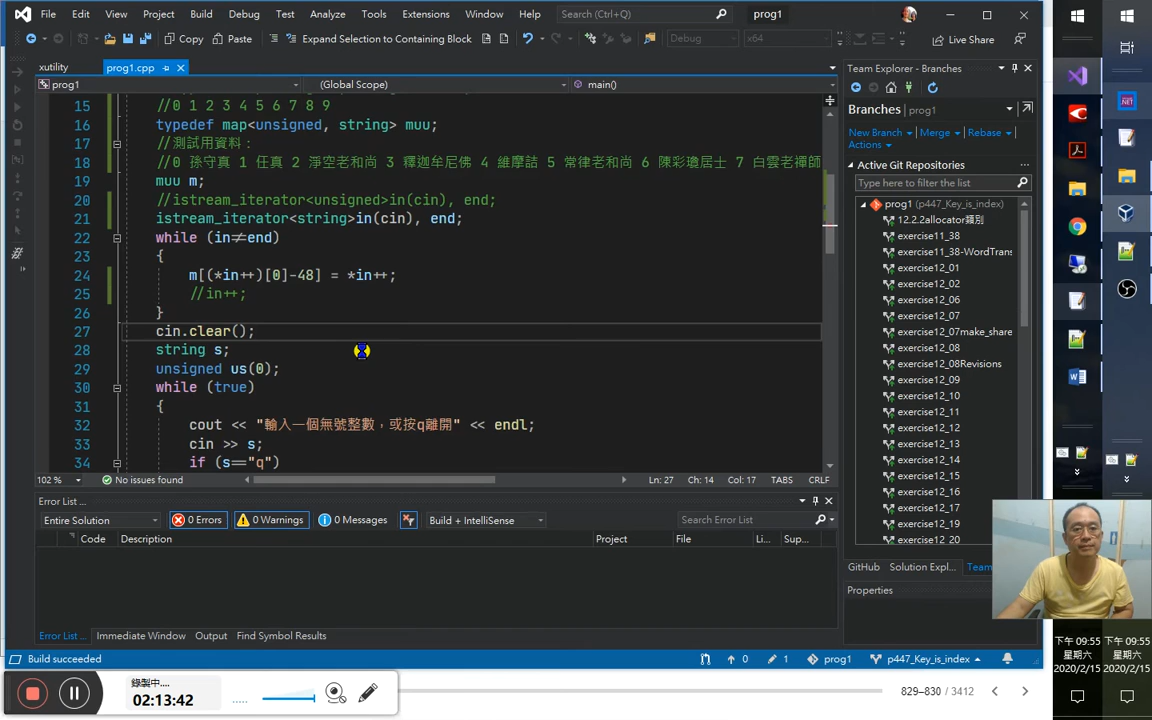 File Edit View Project Build Debug Test Analyze Tools Extensions Window Help Search (Ctrl+Q) prog1
Copy Paste Expand Selection to Containing Block Debug x64 Live Share
xutility prog1.cpp
prog1 (Global Scope) main()
15 //0 1 2 3 4 5 6 7 8 9
16 typedef map<unsigned, string> muu;
17 //測試用資料：
18 //0 孫守真 1 任真 2 淨空老和尚 3 釋迦牟尼佛 4 維摩詰 5 常律老和尚 6 陳彩瓊居士 7 白雲老禪師
19 muu m;
20 //istream_iterator<unsigned>in(cin), end;
21 istream_iterator<string>in(cin), end;
22 while (in≠end)
23 {
24 m[(*in++)[0]-48] = *in++;
25 //in++;
26 }
27 cin.clear();
28 string s;
29 unsigned us(0);
30 while (true)
31 {
32 cout << "輸入一個無號整數，或按q離開" << endl;
33 cin >> s;
34 if (s=="q")
102 % No issues found Ln: 27 Ch: 14 Col: 17 TABS CRLF
Error List ...
Entire Solution 0 Errors 0 Warnings 0 Messages Build + IntelliSense Search Error List
Code Description Project File Li... Sup...
Error List ... Immediate Window Output Find Symbol Results
Build succeeded 0 1 prog1 p447_Key_is_index
Team Explorer - Branches
Branches prog1
New Branch Merge Rebase
Actions
Active Git Repositories
Type here to filter the list
prog1 (p447_Key_is_index)
12.2.2allocator類別
exercise11_38
exercise11_38-WordTrans
exercise12_01
exercise12_02
exercise12_06
exercise12_07
exercise12_07make_share
exercise12_08
exercise12_08Revisions
exercise12_09
exercise12_10
exercise12_11
exercise12_12
exercise12_13
exercise12_14
exercise12_15
exercise12_16
exercise12_17
exercise12_19
exercise12_20
GitHub Solution Expl... Team
Properties
錄製中....
02:13:42
829–830 / 3412
下午 09:55
星期六
2020/2/15
下午 09:55
星期六
2020/2/15